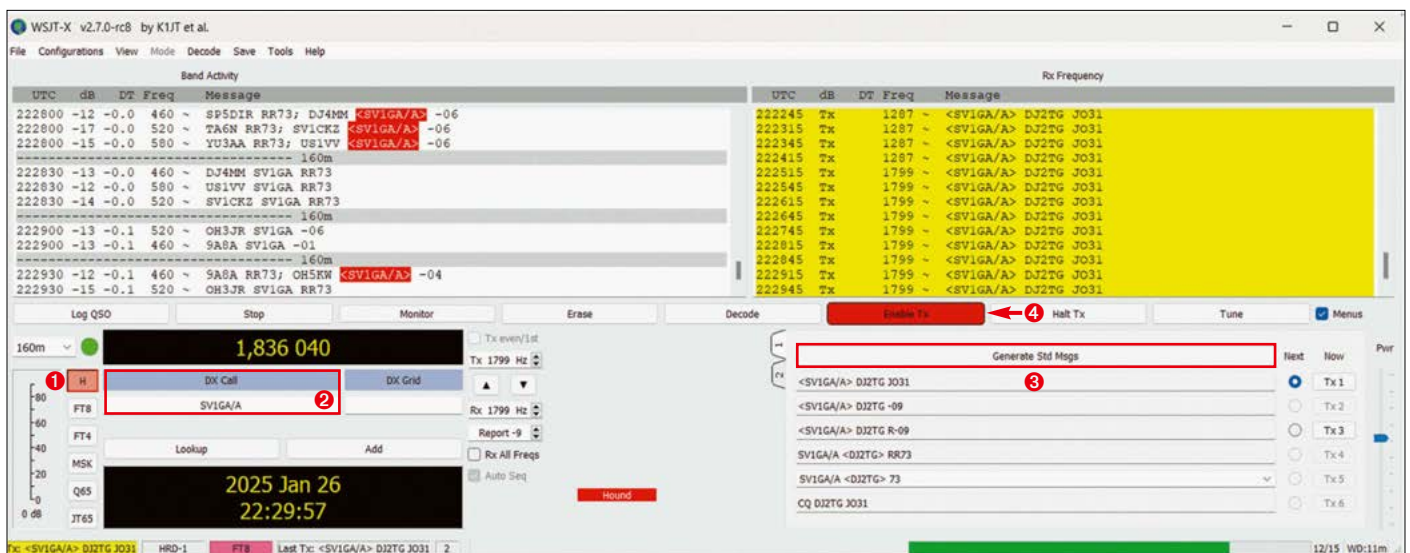 WSJT-X v2.7.0-rc8 by K1JT et al.
File Configurations View Mode Decode Save Tools Help
Band Activity
UTC dB DT Freq Message
222800 -12 -0.0 460 ~ SP5DIR RR73; DJ4MM <SV1GA/A> -06
222800 -17 -0.0 520 ~ TA6N RR73; SV1CKZ <SV1GA/A> -06
222800 -15 -0.0 580 ~ YU3AA RR73; US1VV <SV1GA/A> -06
------------------------------------ 160m
222830 -13 -0.0 460 ~ DJ4MM SV1GA RR73
222830 -12 -0.0 580 ~ US1VV SV1GA RR73
222830 -14 -0.0 520 ~ SV1CKZ SV1GA RR73
------------------------------------ 160m
222900 -13 -0.1 520 ~ OH3JR SV1GA -06
222900 -13 -0.1 460 ~ 9A8A SV1GA -01
------------------------------------ 160m
222930 -12 -0.1 460 ~ 9A8A RR73; OH5KW <SV1GA/A> -04
222930 -15 -0.1 520 ~ OH3JR SV1GA RR73
Rx Frequency
UTC dB DT Freq Message
222245 Tx 1287 ~ <SV1GA/A> DJ2TG JO31
222315 Tx 1287 ~ <SV1GA/A> DJ2TG JO31
222345 Tx 1287 ~ <SV1GA/A> DJ2TG JO31
222415 Tx 1287 ~ <SV1GA/A> DJ2TG JO31
222515 Tx 1799 ~ <SV1GA/A> DJ2TG JO31
222545 Tx 1799 ~ <SV1GA/A> DJ2TG JO31
222615 Tx 1799 ~ <SV1GA/A> DJ2TG JO31
222645 Tx 1799 ~ <SV1GA/A> DJ2TG JO31
222745 Tx 1799 ~ <SV1GA/A> DJ2TG JO31
222815 Tx 1799 ~ <SV1GA/A> DJ2TG JO31
222845 Tx 1799 ~ <SV1GA/A> DJ2TG JO31
222915 Tx 1799 ~ <SV1GA/A> DJ2TG JO31
222945 Tx 1799 ~ <SV1GA/A> DJ2TG JO31
Log QSO Stop Monitor Erase Decode Enable Tx 4 Halt Tx Tune Menus
160m
1,836 040
1 H
FT8
FT4
MSK
Q65
JT65
80
60
40
20
0
0 dB
DX Call DX Grid
SV1GA/A 2
Lookup Add
2025 Jan 26
22:29:57
Tx even/1st
Tx 1799 Hz
Rx 1799 Hz
Report -9
Rx All Freqs
Auto Seq
Hound
1
2
Generate Std Msgs Next Now Pwr
3
<SV1GA/A> DJ2TG JO31 Tx 1
<SV1GA/A> DJ2TG -09 Tx 2
<SV1GA/A> DJ2TG R-09 Tx 3
SV1GA/A <DJ2TG> RR73 Tx 4
SV1GA/A <DJ2TG> 73 Tx 5
CQ DJ2TG JO31 Tx 6
Tx: <SV1GA/A> DJ2TG JO31 HRD-1 FT8 Last Tx: <SV1GA/A> DJ2TG JO31 2 12/15 WD:11m